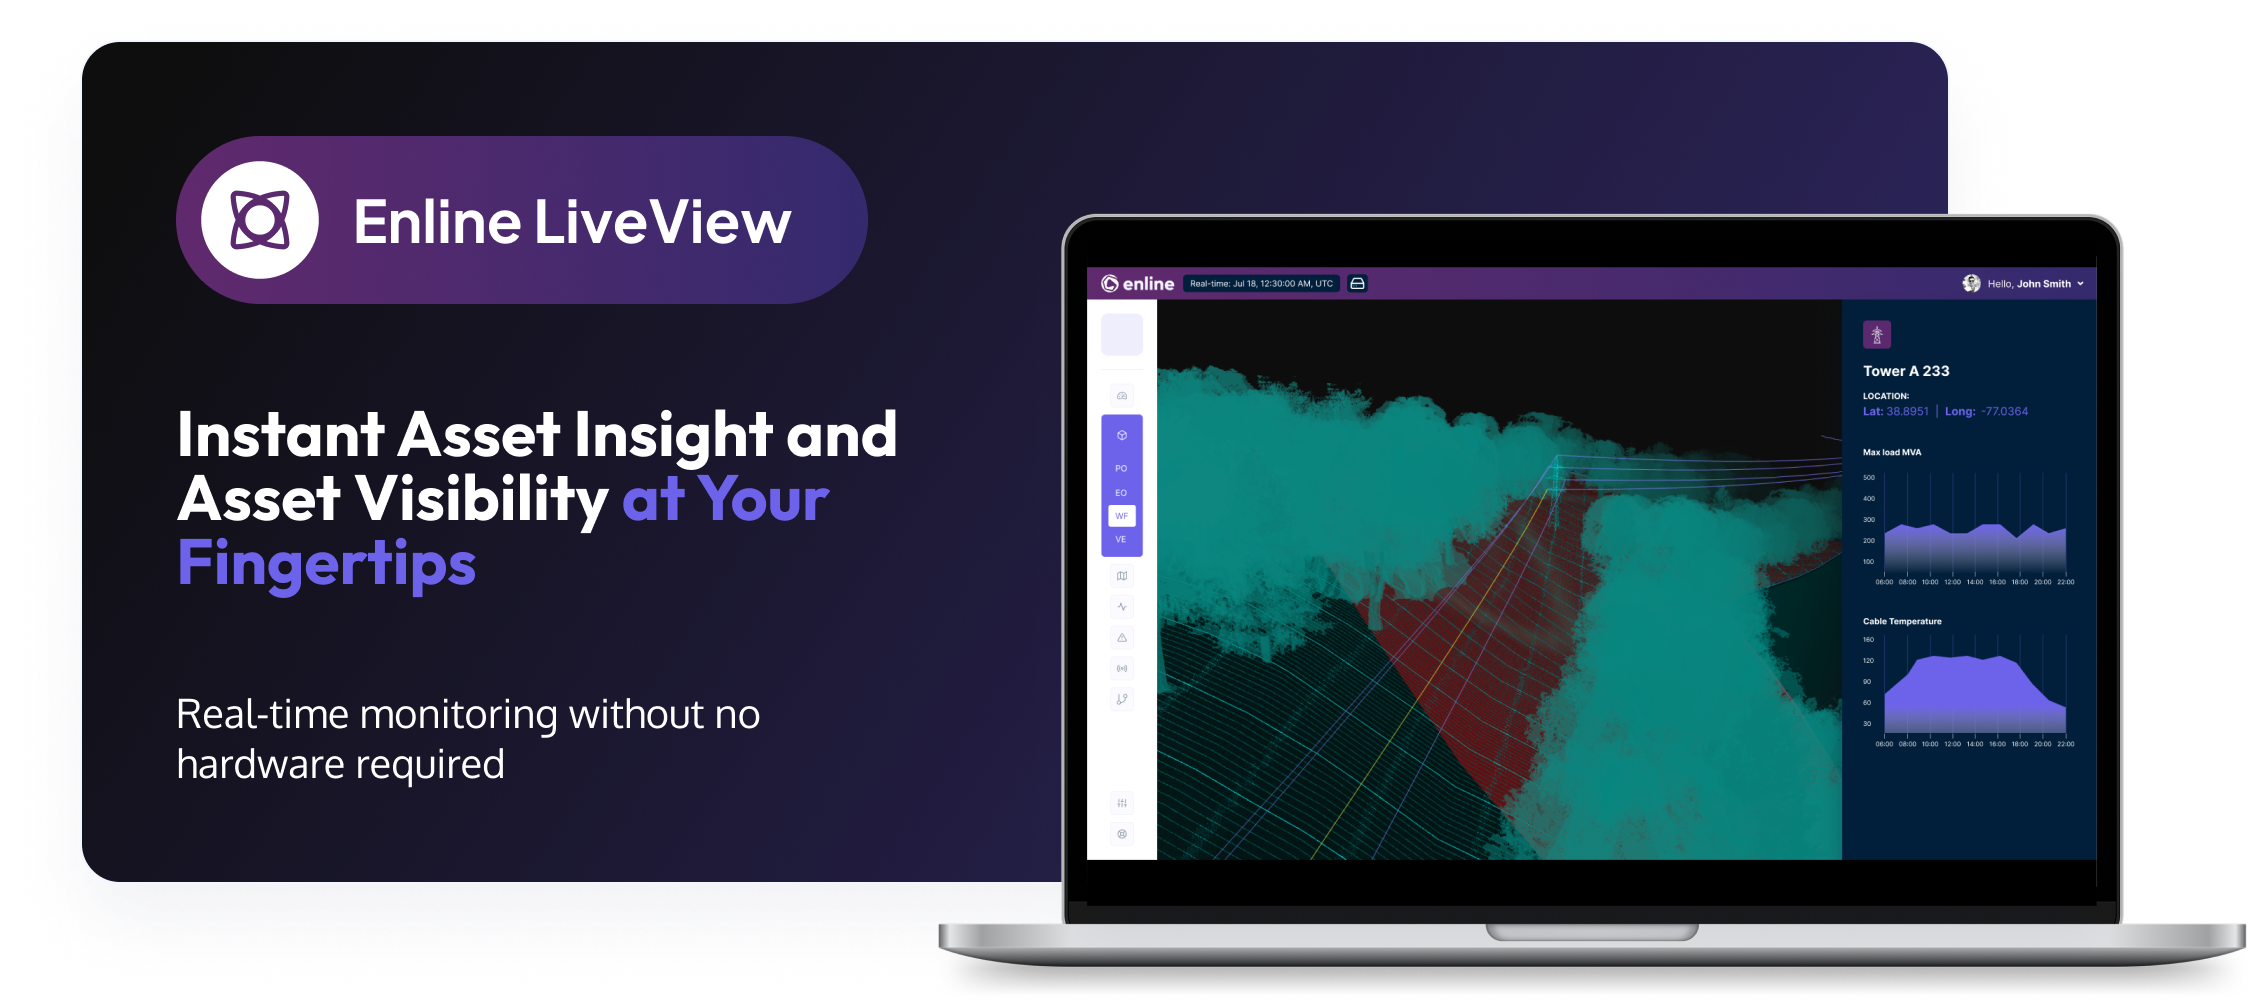 Enline LiveView
Instant Asset Insight and
Asset Visibility at Your
Fingertips
Real-time monitoring without no
hardware required
enline
Real-time: Jul 18, 12:30:00 AM, UTC
Hello, John Smith
PO
EO
WF
VE
Tower A 233
LOCATION:
Lat: 38.8951 | Long: -77.0364
Max load MVA
500
400
300
200
100
06:00 08:00 10:00 12:00 14:00 16:00 18:00 20:00 22:00
Cable Temperature
160
120
90
60
30
06:00 08:00 10:00 12:00 14:00 16:00 18:00 20:00 22:00